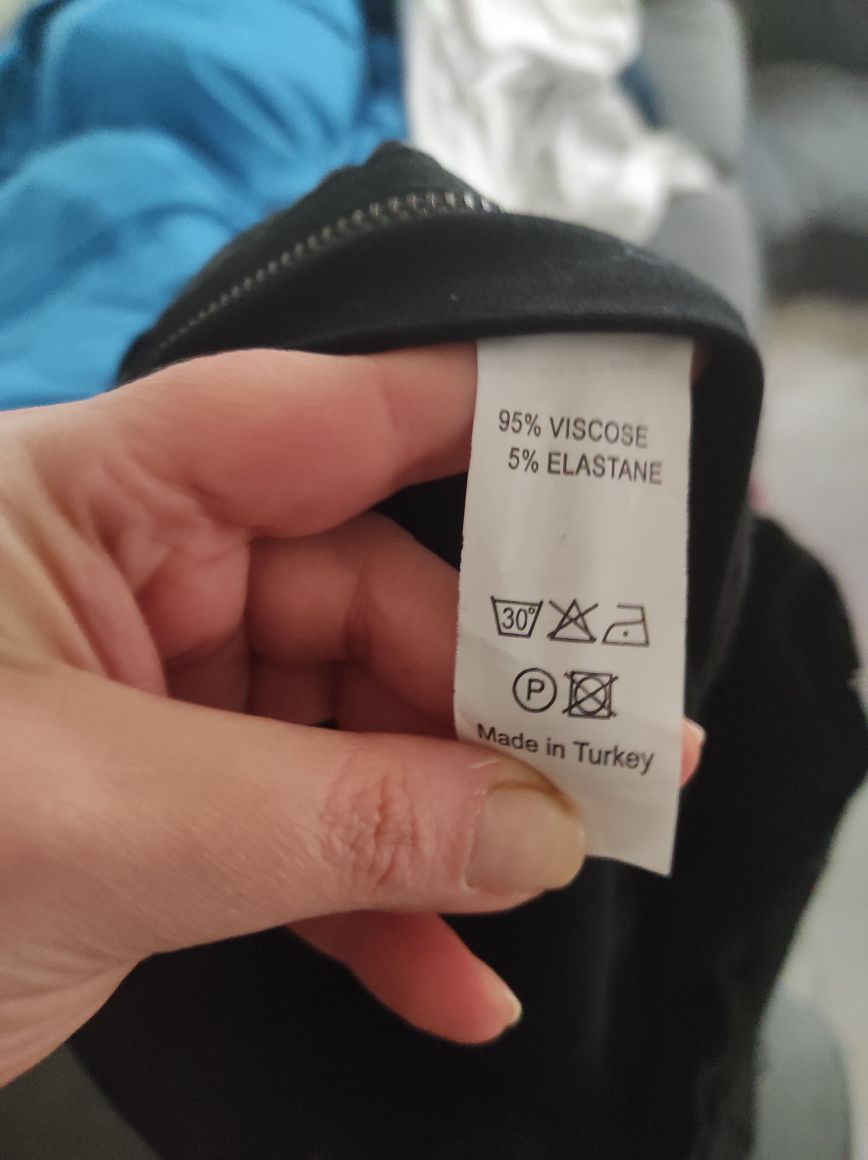 95% VISCOSE
5% ELASTANE
30°
P
Made in Turkey